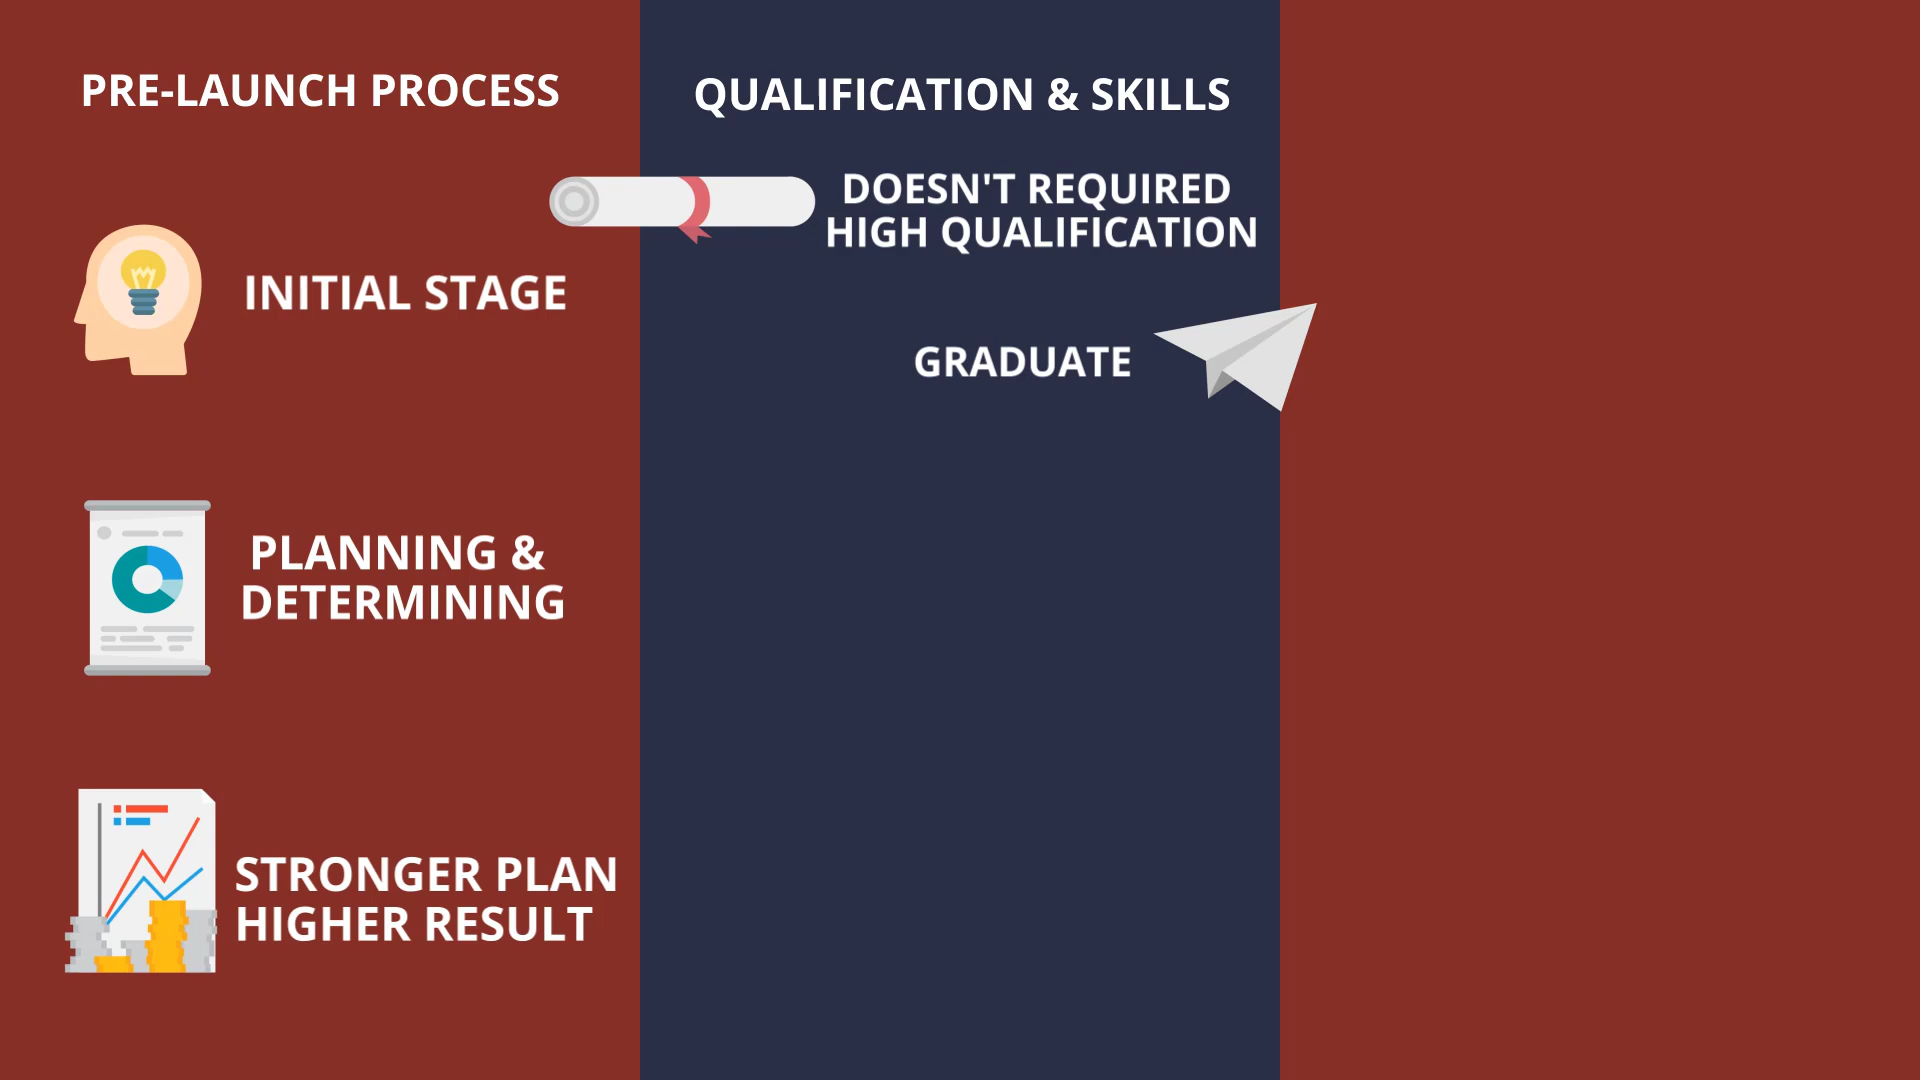 PRE-LAUNCH PROCESS
INITIAL STAGE
PLANNING &
DETERMINING
STRONGER PLAN
HIGHER RESULT
QUALIFICATION & SKILLS
DOESN'T REQUIRED
HIGH QUALIFICATION
GRADUATE